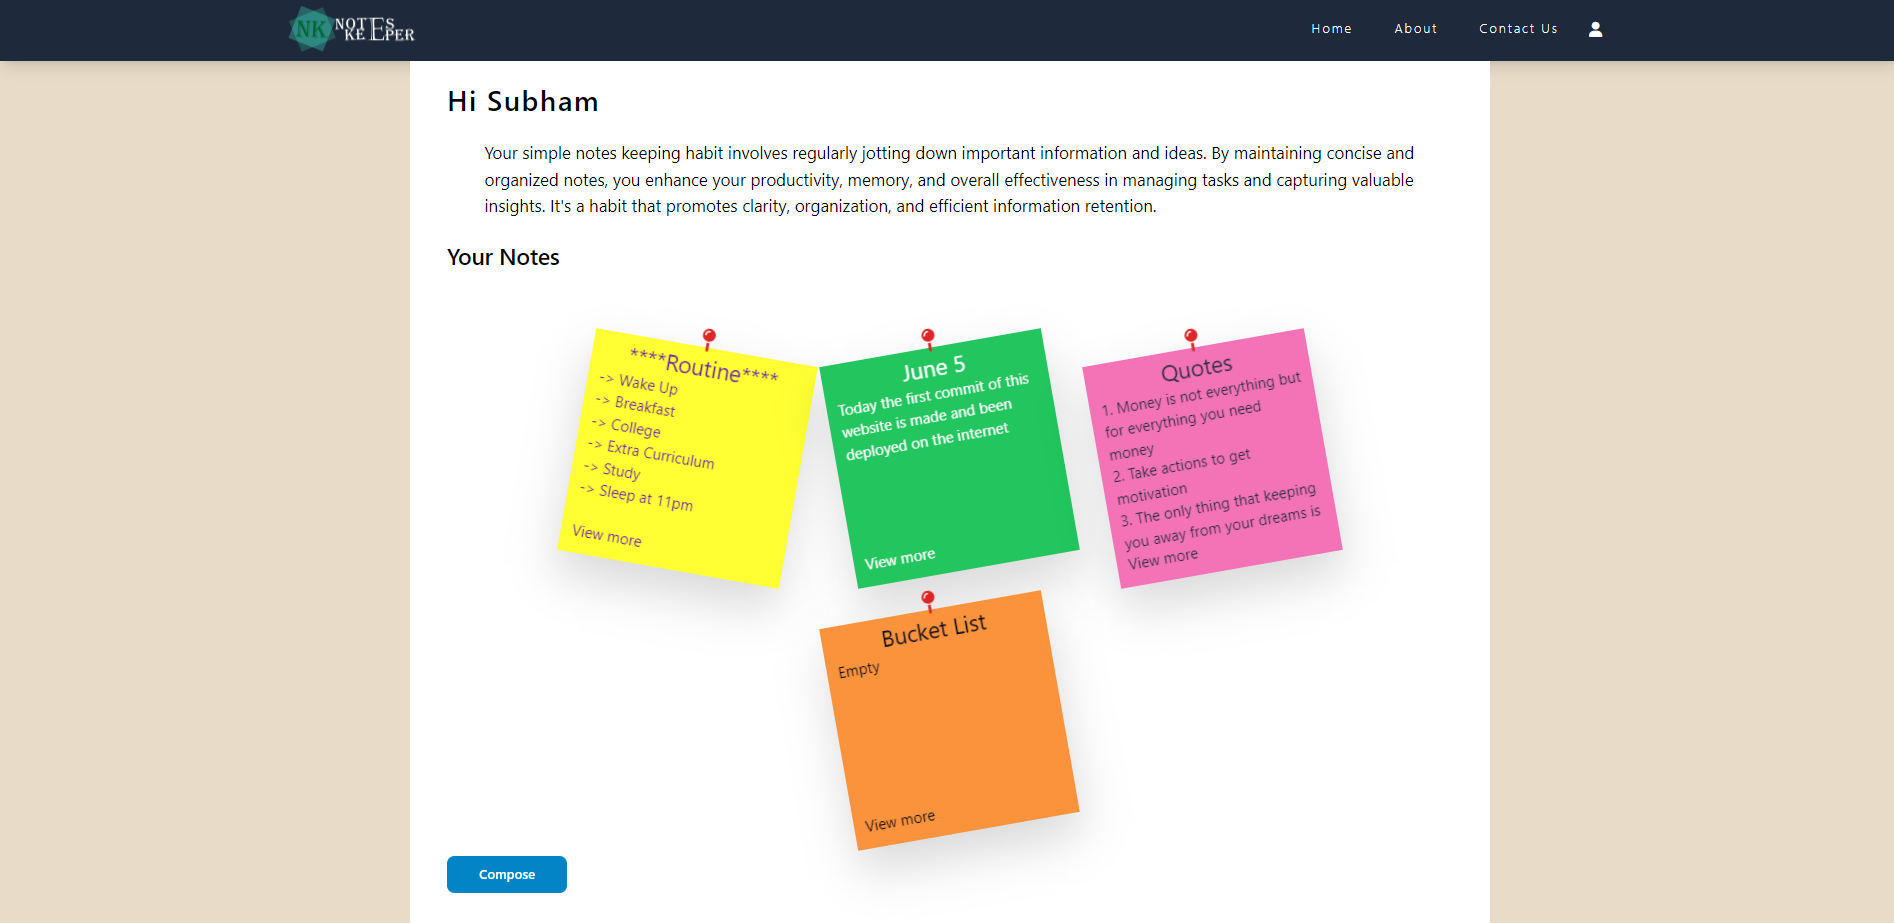 NK NOTES
KEEPER
Home
About
Contact Us
Hi Subham
Your simple notes keeping habit involves regularly jotting down important information and ideas. By maintaining concise and
organized notes, you enhance your productivity, memory, and overall effectiveness in managing tasks and capturing valuable
insights. It's a habit that promotes clarity, organization, and efficient information retention.
Your Notes
****Routine****
-> Wake Up
-> Breakfast
-> College
-> Extra Curriculum
-> Study
-> Sleep at 11pm
View more
June 5
Today the first commit of this
website is made and been
deployed on the internet
View more
Quotes
1. Money is not everything but
for everything you need
money
2. Take actions to get
motivation
3. The only thing that keeping
you away from your dreams is
View more
Bucket List
Empty
View more
Compose